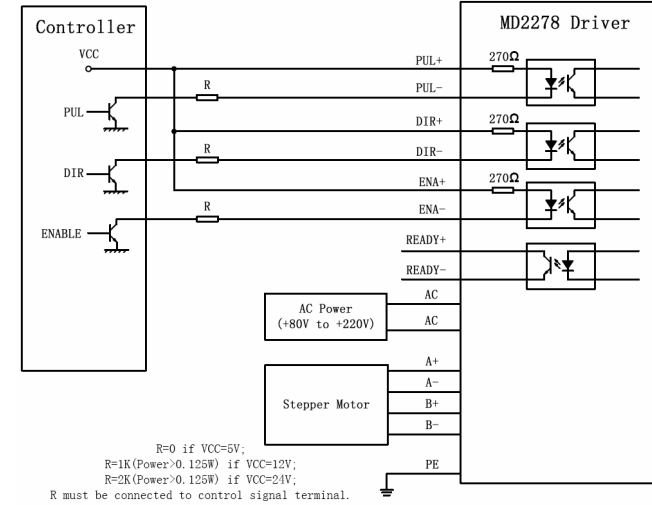 Controller
MD2278 Driver
VCC
PUL+
270Ω
R
PUL-
PUL
DIR+
270Ω
R
DIR-
DIR
ENA+
270Ω
R
ENA-
ENABLE
READY+
READY-
AC Power
(+80V to +220V)
AC
AC
Stepper Motor
A+
A-
B+
B-
PE
R=0 if VCC=5V;
R=1K(Power>0.125W) if VCC=12V;
R=2K(Power>0.125W) if VCC=24V;
R must be connected to control signal terminal.